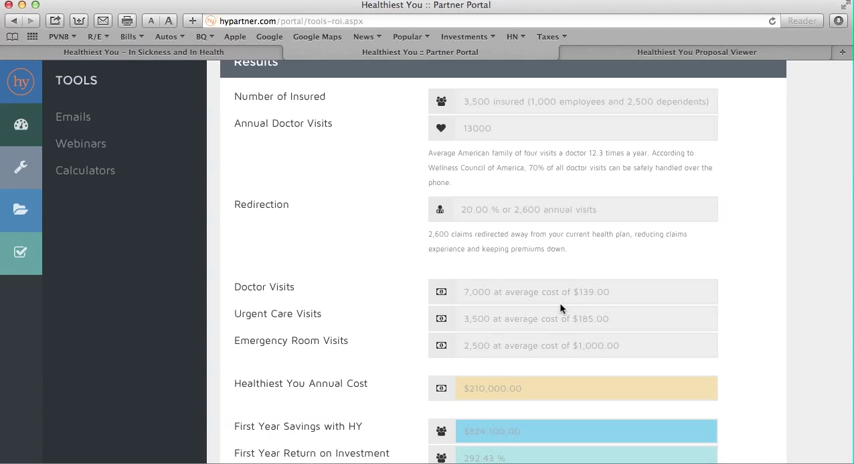 Healthiest You :: Partner Portal
A A + hypartner.com/portal/tools-roi.aspx Reader
PVNB R/E Bills Autos BQ Apple Google Google Maps News Popular Investments HN Taxes
Healthiest You – In Sickness and In Health Healthiest You :: Partner Portal Healthiest You Proposal Viewer +
hy
TOOLS
Emails
Webinars
Calculators
Results
Number of Insured 3,500 insured (1,000 employees and 2,500 dependents)
Annual Doctor Visits 13000
Average American family of four visits a doctor 12.3 times a year. According to
Wellness Council of America, 70% of all doctor visits can be safely handled over the
phone.
Redirection 20.00 % or 2,600 annual visits
2,600 claims redirected away from your current health plan, reducing claims
experience and keeping premiums down.
Doctor Visits 7,000 at average cost of $139.00
Urgent Care Visits 3,500 at average cost of $185.00
Emergency Room Visits 2,500 at average cost of $1,000.00
Healthiest You Annual Cost $210,000.00
First Year Savings with HY $824,100.00
First Year Return on Investment 292.43 %